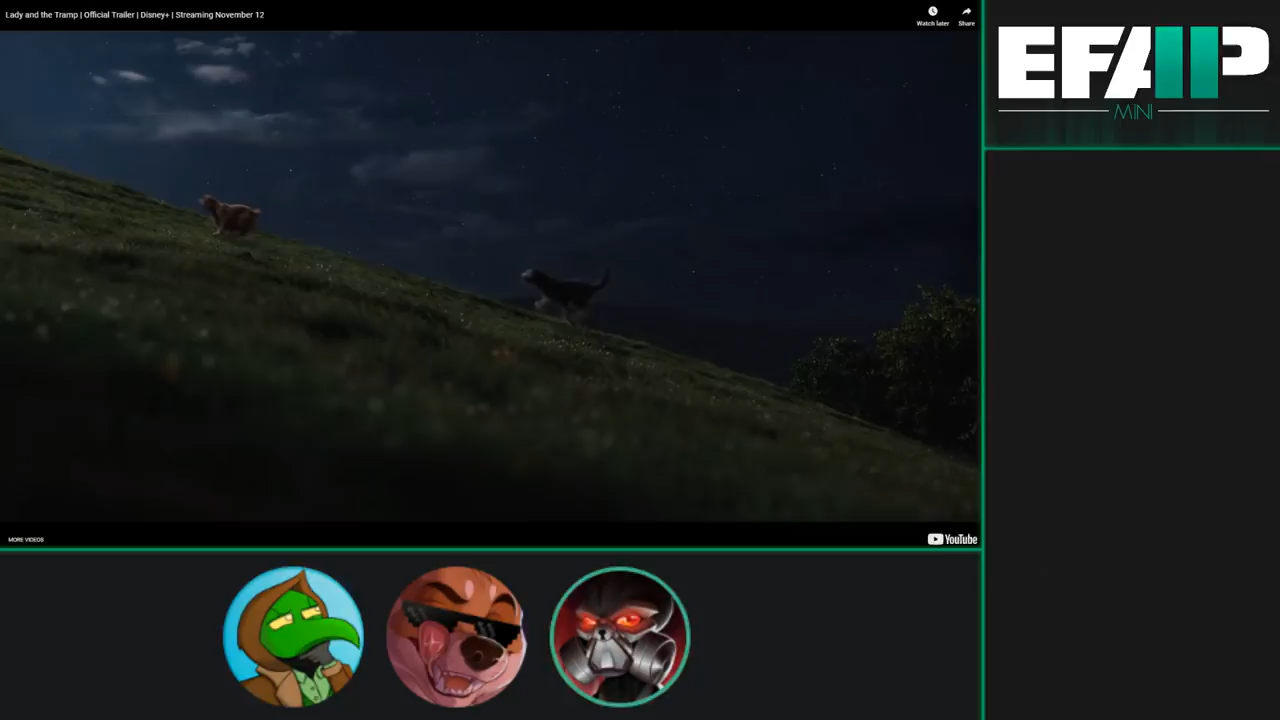 Lady and the Tramp | Official Trailer | Disney+ | Streaming November 12
Watch later
Share
EFAP
MINI
MORE VIDEOS
YouTube